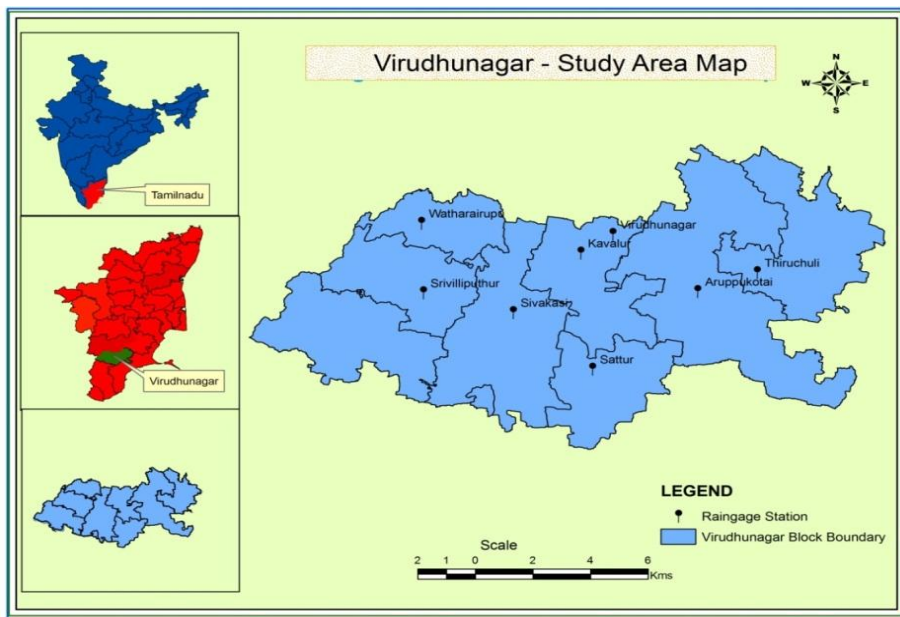 Virudhunagar - Study Area Map
N
W
E
S
Tamilnadu
Virudhunagar
Watharairupu
Virudhunagar
Kavalur
Thiruchuli
Srivilliputhur
Aruppukotai
Sivakasi
Sattur
LEGEND
Raingage Station
Virudhunagar Block Boundary
Scale
2 1 0 2 4 6
Kms